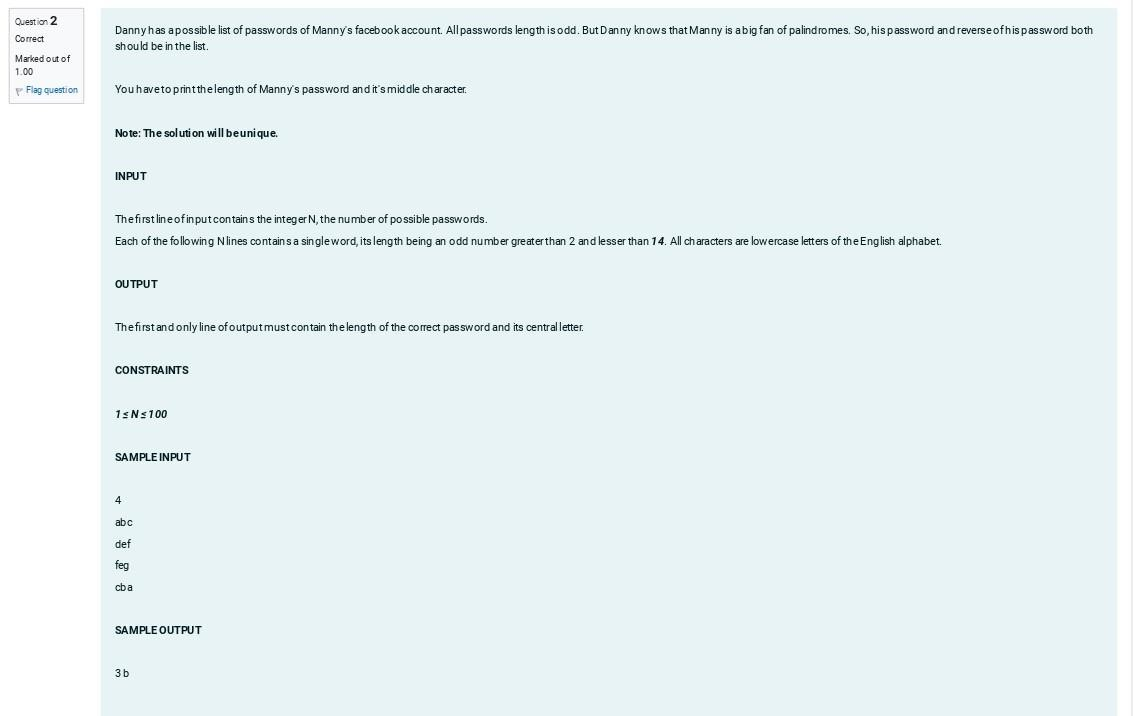 Question 2
Correct
Marked out of
1.00
Flag question
Danny has a possible list of passwords of Manny's facebook account. All passwords length is odd. But Danny knows that Manny is a big fan of palindromes. So, his password and reverse of his password both
should be in the list.
You have to print the length of Manny's password and it's middle character.
Note: The solution will be unique.
INPUT
The first line of input contains the integer N, the number of possible passwords.
Each of the following N lines contains a single word, its length being an odd number greater than 2 and lesser than 14. All characters are lowercase letters of the English alphabet.
OUTPUT
The first and only line of output must contain the length of the correct password and its central letter.
CONSTRAINTS
1 ≤ N ≤ 100
SAMPLE INPUT
4
abc
def
feg
cba
SAMPLE OUTPUT
3 b